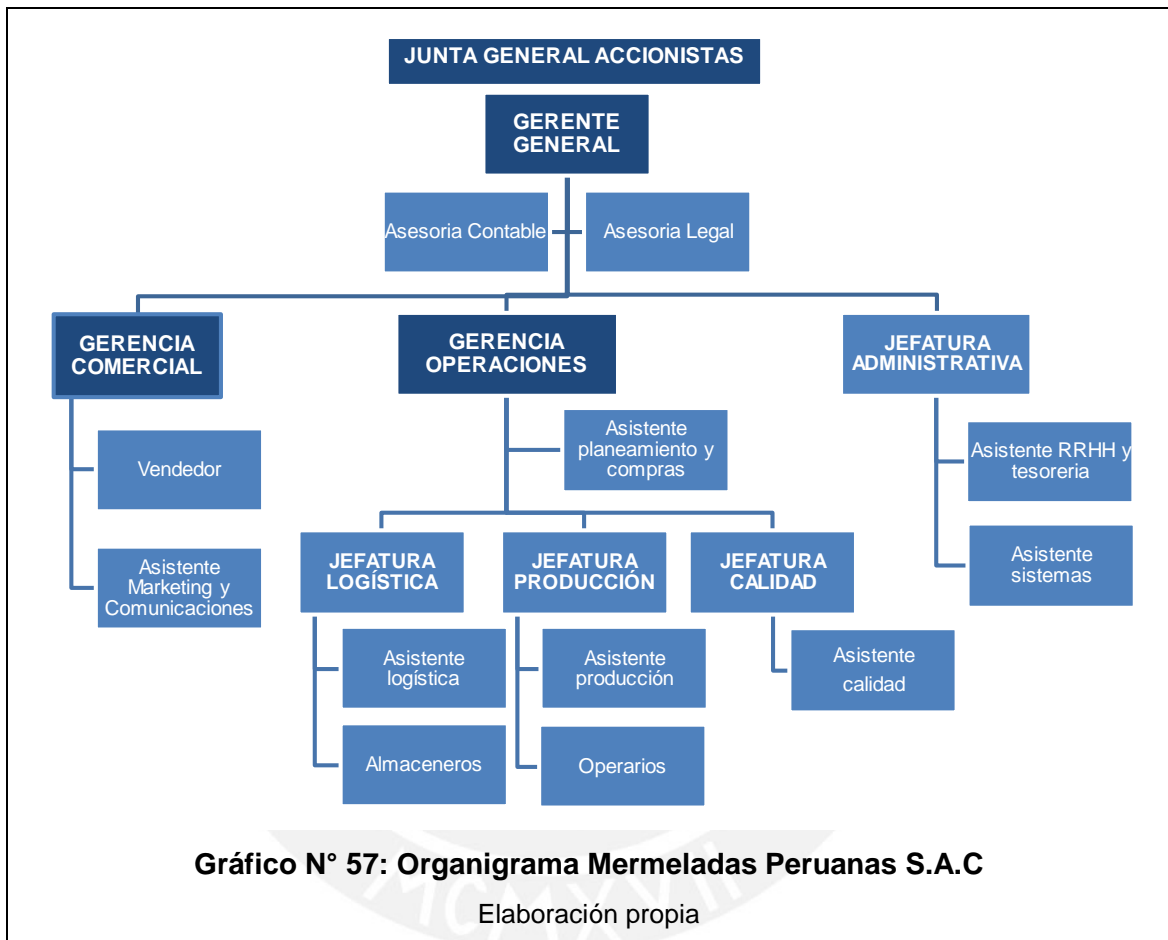 JUNTA GENERAL ACCIONISTAS
GERENTE
GENERAL
Asesoria Contable
Asesoria Legal
GERENCIA
COMERCIAL
GERENCIA
OPERACIONES
JEFATURA
ADMINISTRATIVA
Vendedor
Asistente
Marketing y
Comunicaciones
Asistente
planeamiento y
compras
Asistente RRHH y
tesoreria
Asistente
sistemas
JEFATURA
LOGÍSTICA
JEFATURA
PRODUCCIÓN
JEFATURA
CALIDAD
Asistente
logística
Almaceneros
Asistente
producción
Operarios
Asistente
calidad
Gráfico N° 57: Organigrama Mermeladas Peruanas S.A.C
MCMXVII
Elaboración propia